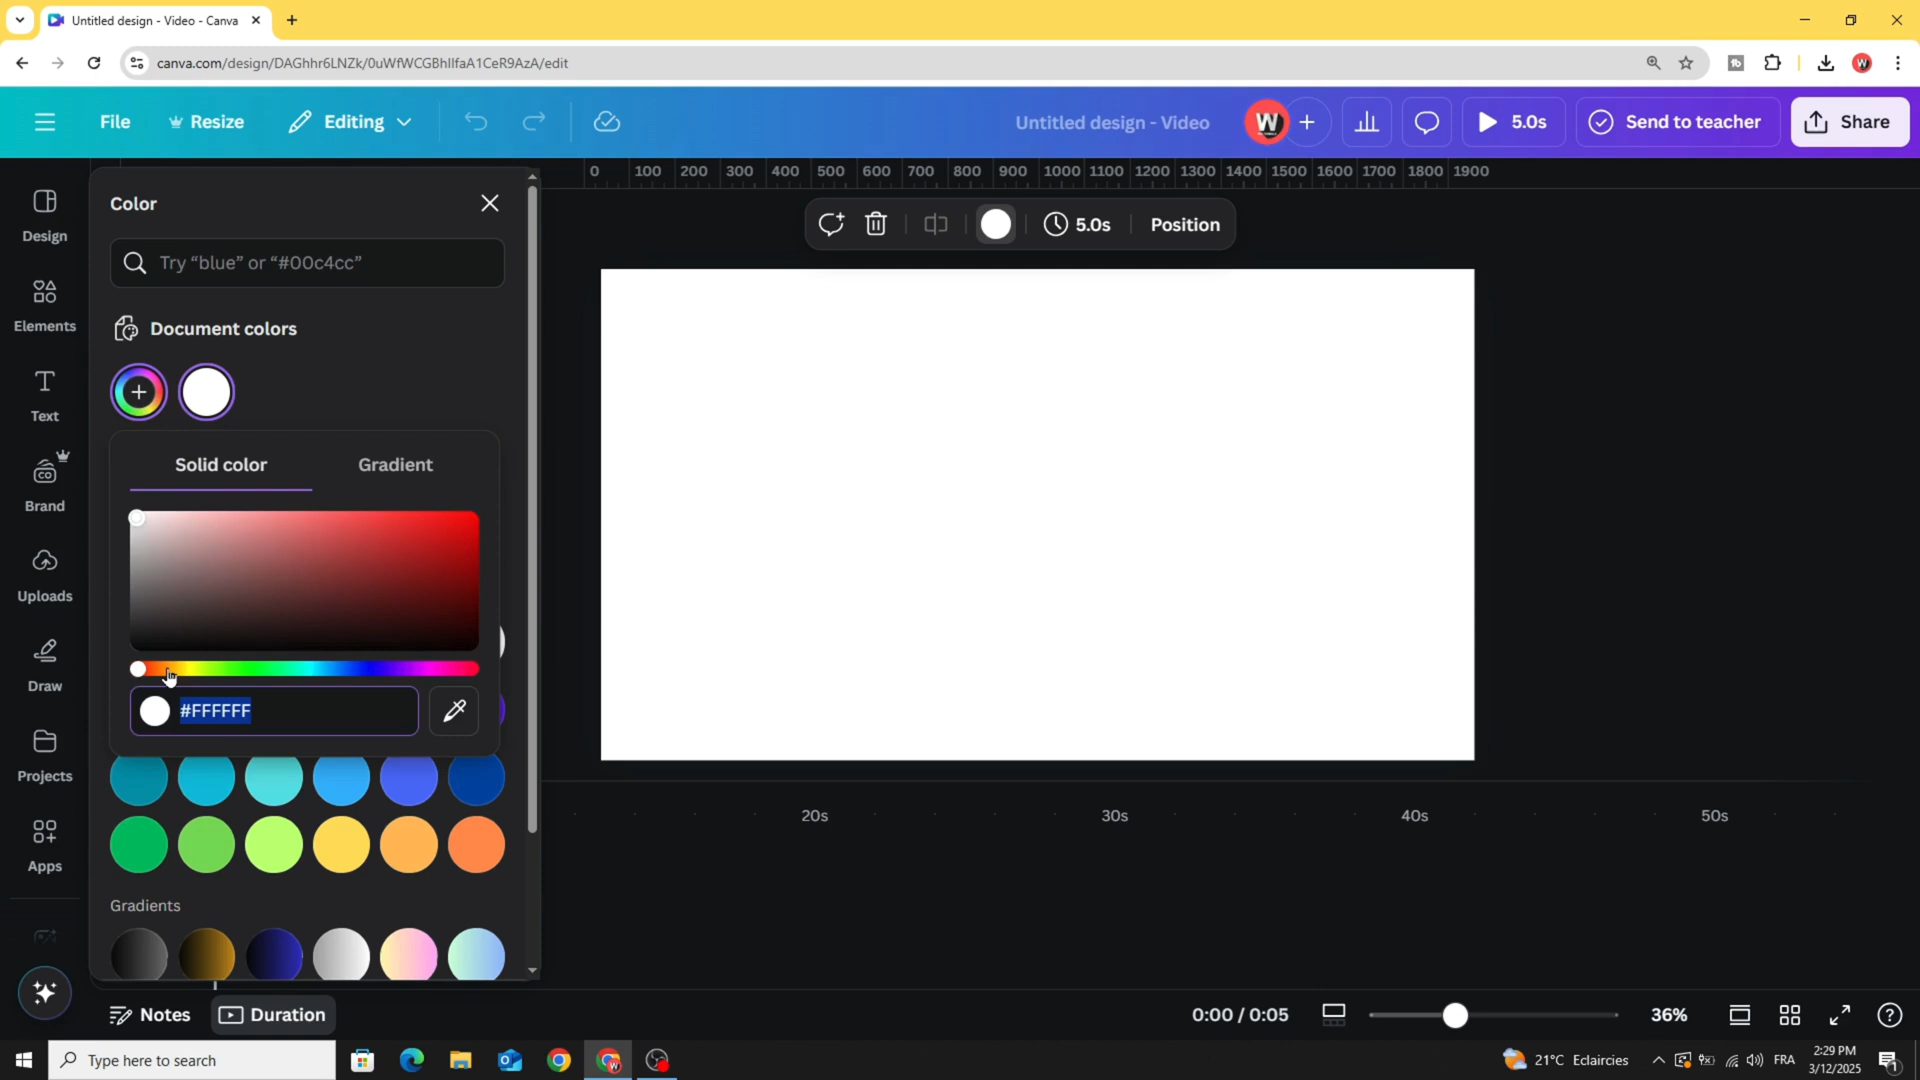 Untitled design - Video - Canva
canva.com/design/DAGhhr6LNZk/0uWfWCGBhIlfaA1CeR9AzA/edit
File
Resize
Editing
Untitled design - Video
W
5.0s
Send to teacher
Share
0 100 200 300 400 500 600 700 800 900 1000 1100 1200 1300 1400 1500 1600 1700 1800 1900
Design
Elements
Text
Brand
Uploads
Draw
Projects
Apps
Color
Try “blue” or “#00c4cc”
Document colors
Solid color
Gradient
#FFFFFF
Gradients
5.0s
Position
20s
30s
40s
50s
Notes
Duration
0:00 / 0:05
36%
Type here to search
21°C Eclaircies
FRA
2:29 PM
3/12/2025
1